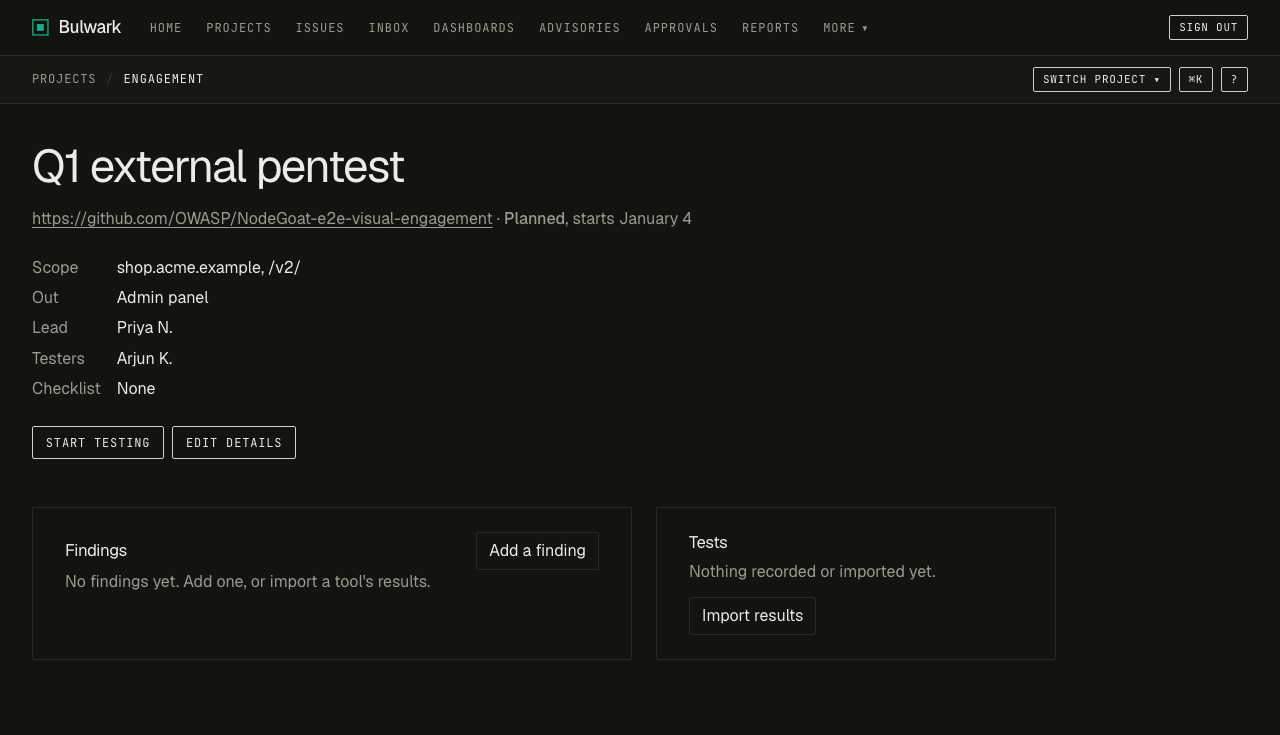 Bulwark HOME PROJECTS ISSUES INBOX DASHBOARDS ADVISORIES APPROVALS REPORTS MORE ▾ SIGN OUT
PROJECTS / ENGAGEMENT SWITCH PROJECT ▾ ⌘K ?
Q1 external pentest
https://github.com/OWASP/NodeGoat-e2e-visual-engagement · Planned, starts January 4
Scope shop.acme.example, /v2/
Out Admin panel
Lead Priya N.
Testers Arjun K.
Checklist None
START TESTING EDIT DETAILS
Findings Add a finding
No findings yet. Add one, or import a tool's results.
Tests
Nothing recorded or imported yet.
Import results